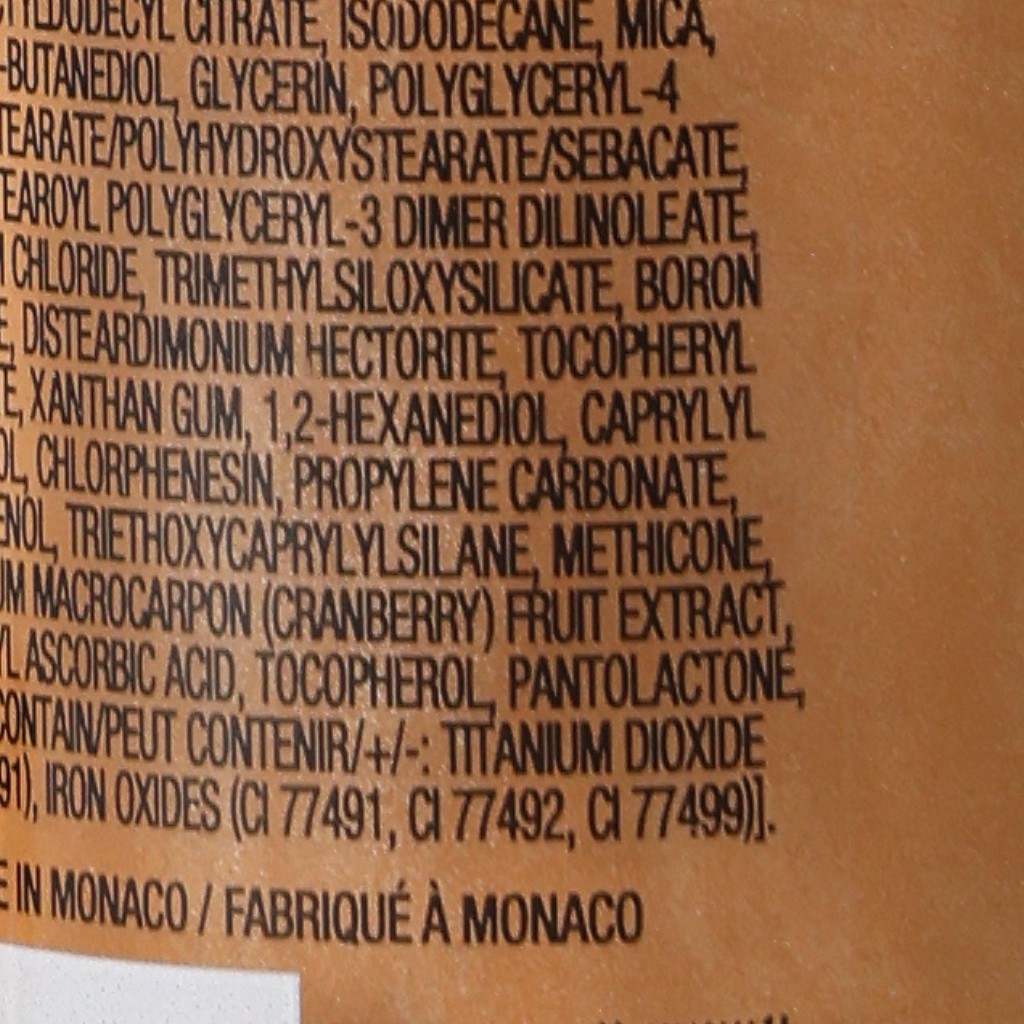 CITRATE, ISODODECANE, MICA,
-BUTANEDIOL, GLYCERIN, POLYGLYCERYL-4
TEARATE/POLYHYDROXYSTEARATE/SEBACATE,
TEAROYL POLYGLYCERYL-3 DIMER DILINOLEATE,
CHLORIDE, TRIMETHYLSILOXYSILICATE, BORON
E, DISTEARDIMONIUM HECTORITE, TOCOPHERYL
TE, XANTHAN GUM, 1,2-HEXANEDIOL, CAPRYLYL
OL, CHLORPHENESIN, PROPYLENE CARBONATE,
ENOL, TRIETHOXYCAPRYLYLSILANE, METHICONE,
UM MACROCARPON (CRANBERRY) FRUIT EXTRACT,
YL ASCORBIC ACID, TOCOPHEROL, PANTOLACTONE,
CONTAIN/PEUT CONTENIR/+/-: TITANIUM DIOXIDE
91), IRON OXIDES (CI 77491, CI 77492, CI 77499)].
E IN MONACO / FABRIQUÉ À MONACO